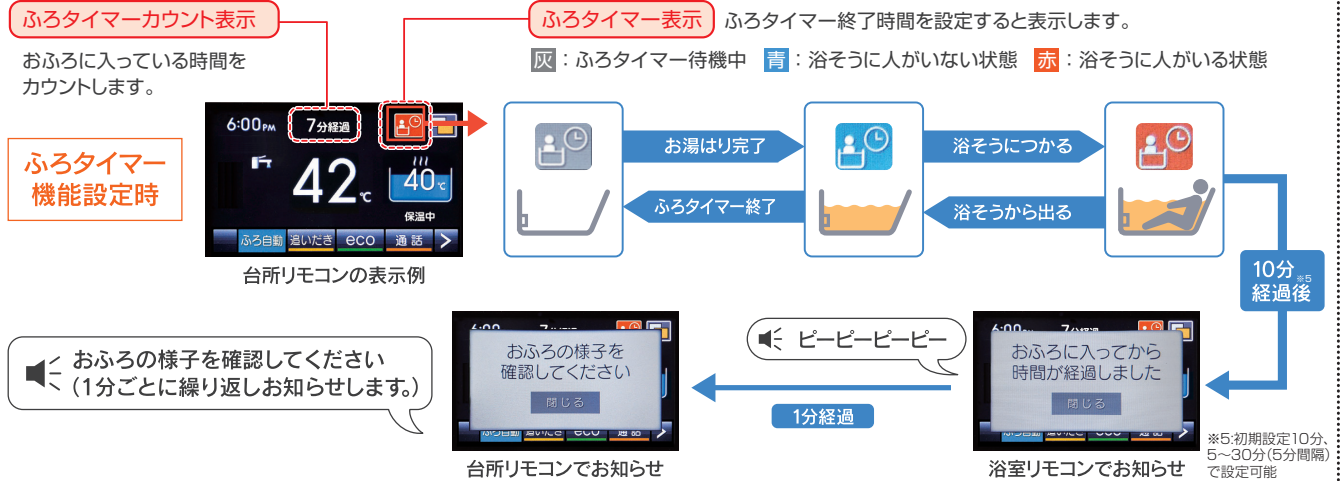 ふろタイマーカウント表示
おふろに入っている時間を
カウントします。
ふろタイマー表示
ふろタイマー終了時間を設定すると表示します。
灰：ふろタイマー待機中 青：浴そうに人がいない状態 赤：浴そうに人がいる状態
ふろタイマー
機能設定時
6:00PM 7分経過
42℃
40℃
保温中
ふろ自動 追いだき eco 通話 >
台所リモコンの表示例
お湯はり完了
ふろタイマー終了
浴そうにつかる
浴そうから出る
10分※5
経過後
おふろに入ってから
時間が経過しました
閉じる
浴室リモコンでお知らせ
※5:初期設定10分、
5～30分(5分間隔)
で設定可能
ピーピーピーピー
1分経過
おふろの様子を
確認してください
閉じる
台所リモコンでお知らせ
おふろの様子を確認してください
(1分ごとに繰り返しお知らせします。)